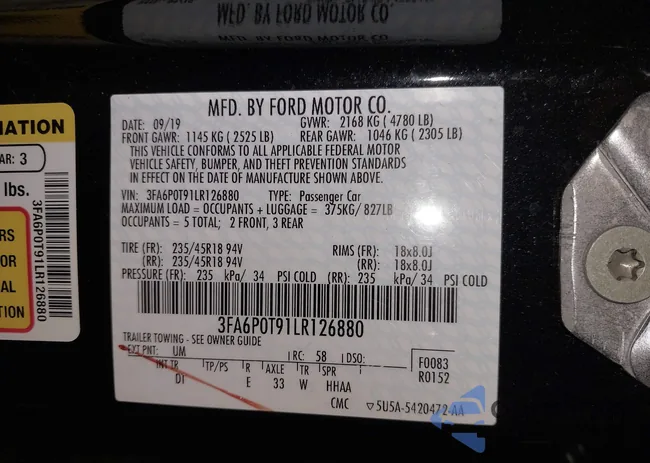 MFD. BY FORD MOTOR CO.
MFD. BY FORD MOTOR CO.
DATE: 09/19 GVWR: 2168 KG ( 4780 LB)
FRONT GAWR: 1145 KG ( 2525 LB) REAR GAWR: 1046 KG ( 2305 LB)
THIS VEHICLE CONFORMS TO ALL APPLICABLE FEDERAL MOTOR
VEHICLE SAFETY, BUMPER, AND THEFT PREVENTION STANDARDS
IN EFFECT ON THE DATE OF MANUFACTURE SHOWN ABOVE.
VIN: 3FA6P0T91LR126880 TYPE: Passenger Car
MAXIMUM LOAD = OCCUPANTS + LUGGAGE = 375KG/ 827LB
OCCUPANTS = 5 TOTAL; 2 FRONT, 3 REAR
TIRE (FR): 235/45R18 94V RIMS (FR): 18x8.0J
(RR): 235/45R18 94V (RR): 18x8.0J
PRESSURE (FR): 235 kPa/ 34 PSI COLD (RR): 235 kPa/ 34 PSI COLD
3FA6P0T91LR126880
TRAILER TOWING - SEE OWNER GUIDE
EXT PNT: UM RC: 58 DSO: F0083
INT TR TP/PS R AXLE TR SPR R0152
DI E 33 W HHAA
CMC 5U5A-5420472-AA
MATION
AR: 3
lbs.
RS
OR
AL
TION
3FA6P0T91LR126880